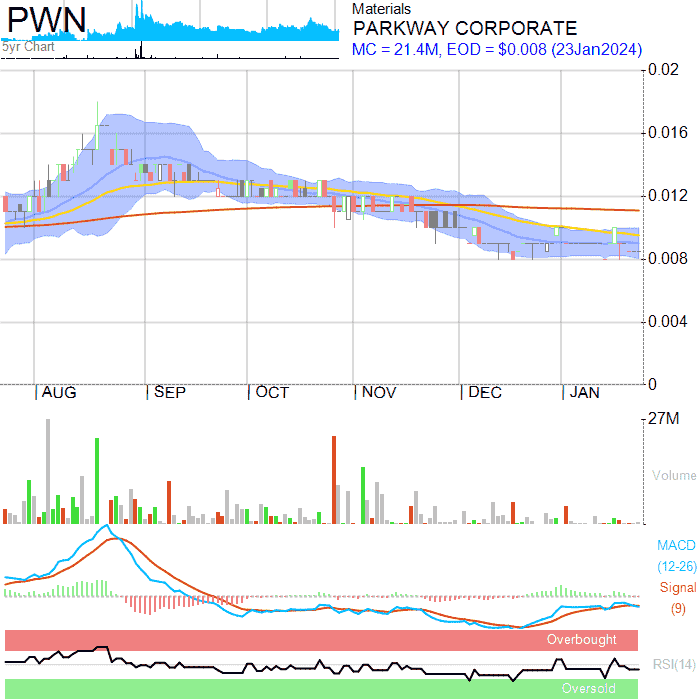 PWN
5yr Chart
Materials
PARKWAY CORPORATE
MC = 21.4M, EOD = $0.008 (23Jan2024)
0.02
0.016
0.012
0.008
0.004
0
AUG SEP OCT NOV DEC JAN
27M
Volume
MACD
(12-26)
Signal
(9)
Overbought
RSI(14)
Oversold